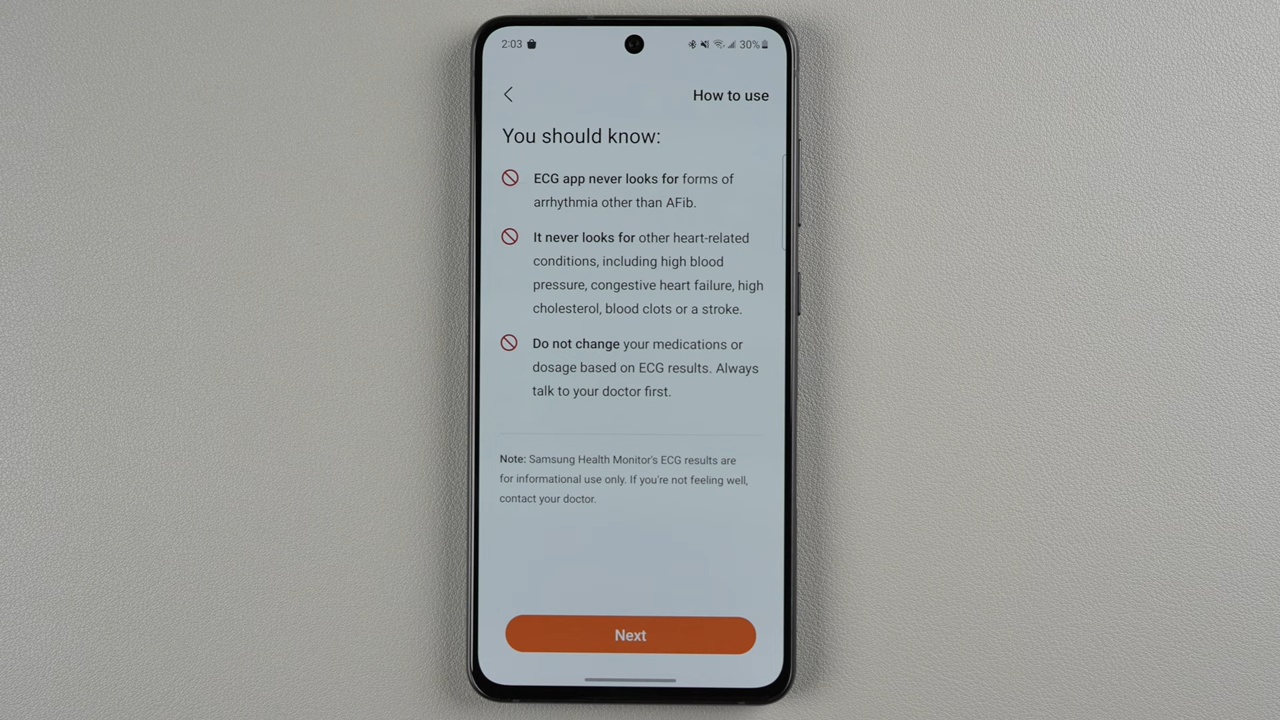 2:03 30%
How to use
You should know:
ECG app never looks for forms of
arrhythmia other than AFib.
It never looks for other heart-related
conditions, including high blood
pressure, congestive heart failure, high
cholesterol, blood clots or a stroke.
Do not change your medications or
dosage based on ECG results. Always
talk to your doctor first.
Note: Samsung Health Monitor's ECG results are
for informational use only. If you're not feeling well,
contact your doctor.
Next